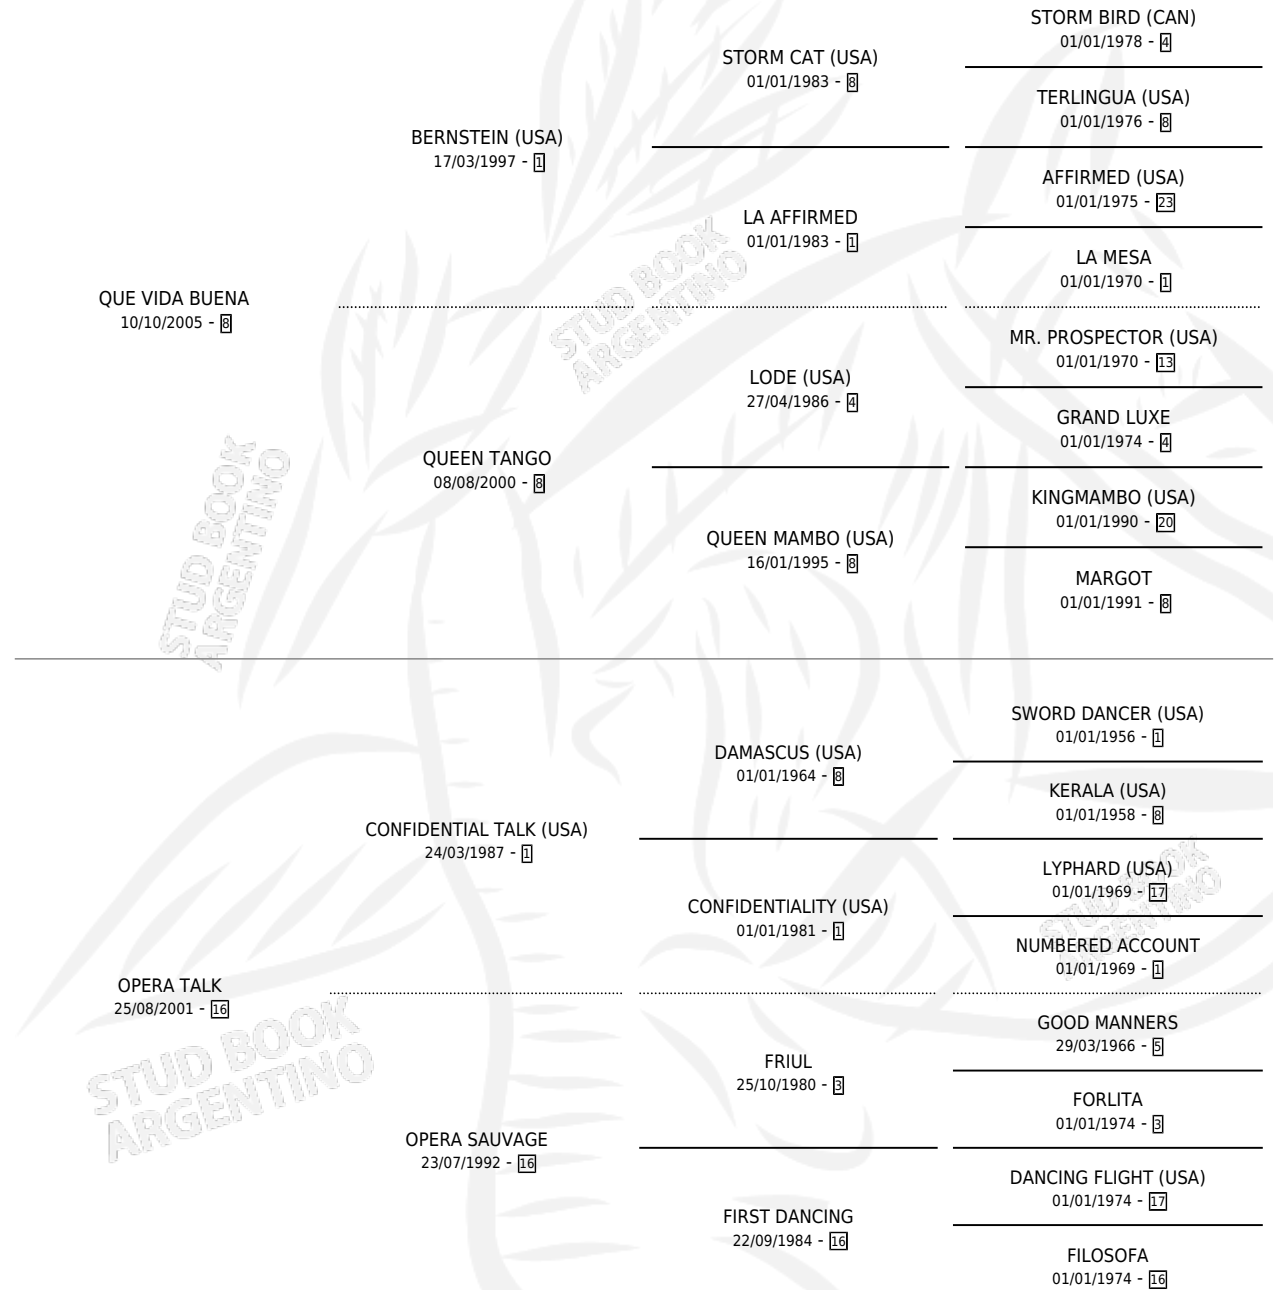 STORM BIRD (CAN)
01/01/1978 - 4
STORM CAT (USA)
01/01/1983 - 8
TERLINGUA (USA)
01/01/1976 - 8
BERNSTEIN (USA)
17/03/1997 - 1
AFFIRMED (USA)
01/01/1975 - 23
LA AFFIRMED
01/01/1983 - 1
LA MESA
01/01/1970 - 1
QUE VIDA BUENA
10/10/2005 - 8
MR. PROSPECTOR (USA)
01/01/1970 - 13
LODE (USA)
27/04/1986 - 4
GRAND LUXE
01/01/1974 - 4
QUEEN TANGO
08/08/2000 - 8
KINGMAMBO (USA)
01/01/1990 - 20
QUEEN MAMBO (USA)
16/01/1995 - 8
MARGOT
01/01/1991 - 8
SWORD DANCER (USA)
01/01/1956 - 1
DAMASCUS (USA)
01/01/1964 - 8
KERALA (USA)
01/01/1958 - 8
CONFIDENTIAL TALK (USA)
24/03/1987 - 1
LYPHARD (USA)
01/01/1969 - 17
CONFIDENTIALITY (USA)
01/01/1981 - 1
NUMBERED ACCOUNT
01/01/1969 - 1
OPERA TALK
25/08/2001 - 16
GOOD MANNERS
29/03/1966 - 5
FRIUL
25/10/1980 - 3
FORLITA
01/01/1974 - 3
OPERA SAUVAGE
23/07/1992 - 16
DANCING FLIGHT (USA)
01/01/1974 - 17
FIRST DANCING
22/09/1984 - 16
FILOSOFA
01/01/1974 - 16
STUD BOOK
ARGENTINO
STUD BOOK
ARGENTINO
STUD BOOK
ARGENTINO
STUD BOOK
ARGENTINO